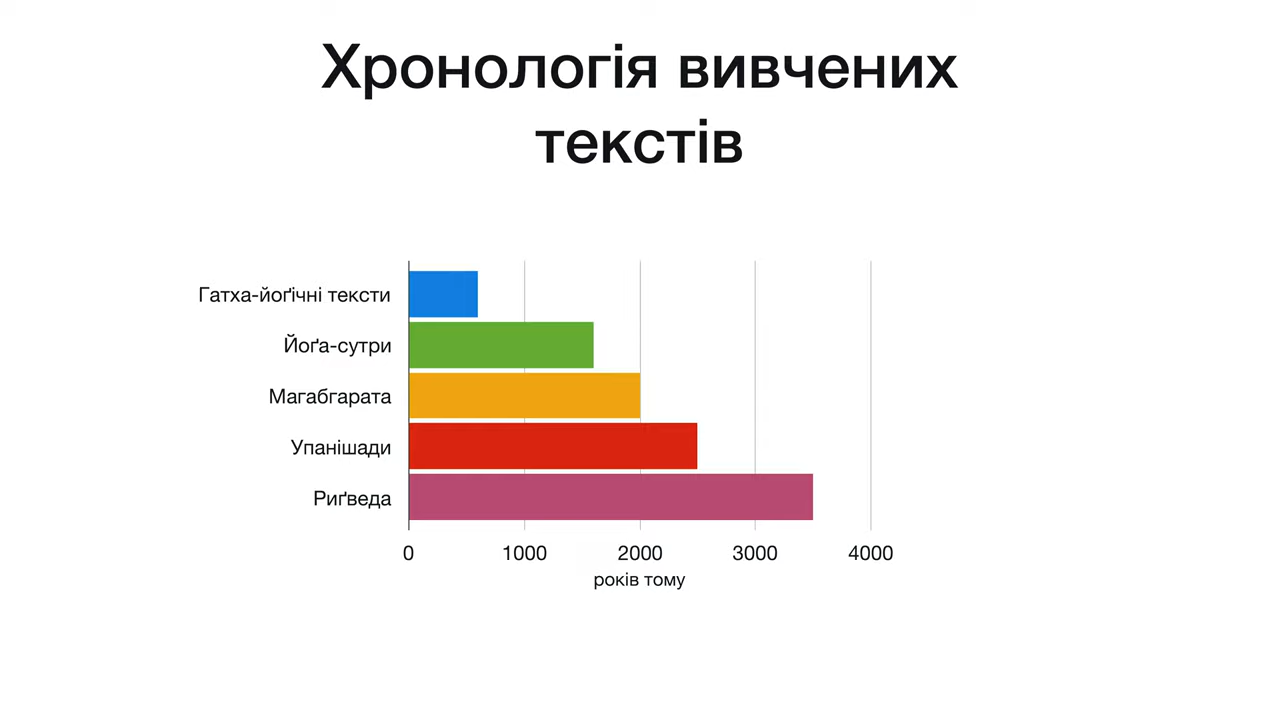 Хронологія вивчених
текстів
Гатха-йоґічні тексти
Йоґа-сутри
Магабгарата
Упанішади
Риґведа
0 1000 2000 3000 4000
років тому